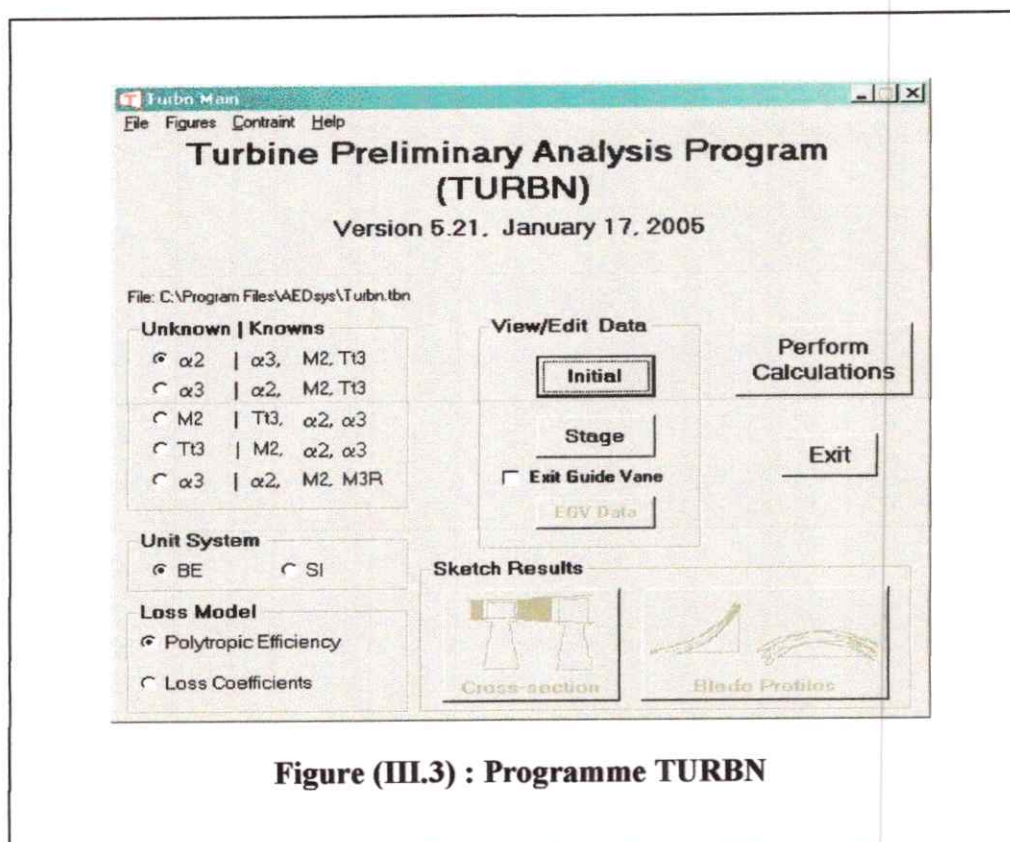 Turbn Main
File Figures Contraint Help
Turbine Preliminary Analysis Program
(TURBN)
Version 5.21, January 17, 2005
File: C:\Program Files\AEDsys\Turbn.tbn
Unknown | Knowns
α2 | α3, M2, Tt3
α3 | α2, M2, Tt3
M2 | Tt3, α2, α3
Tt3 | M2, α2, α3
α3 | α2, M2, M3R
Unit System
BE SI
Loss Model
Polytropic Efficiency
Loss Coefficients
View/Edit Data
Initial
Stage
Exit Guide Vane
EGV Data
Perform
Calculations
Exit
Sketch Results
Cross-section
Blade Profiles
Figure (III.3) : Programme TURBN